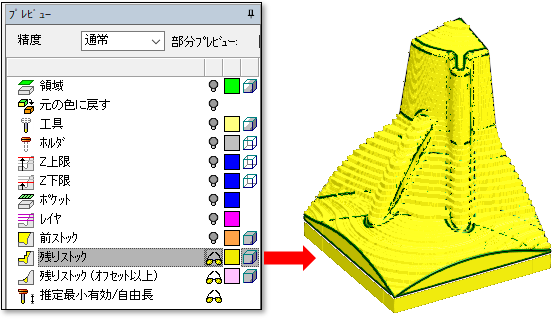 プレビュー
精度 通常 部分プレビュー:
領域
元の色に戻す
工具
ホルダ
Z上限
Z下限
ポケット
レイヤ
前ストック
残りストック
残りストック(オフセット以上)
推定最小有効/自由長